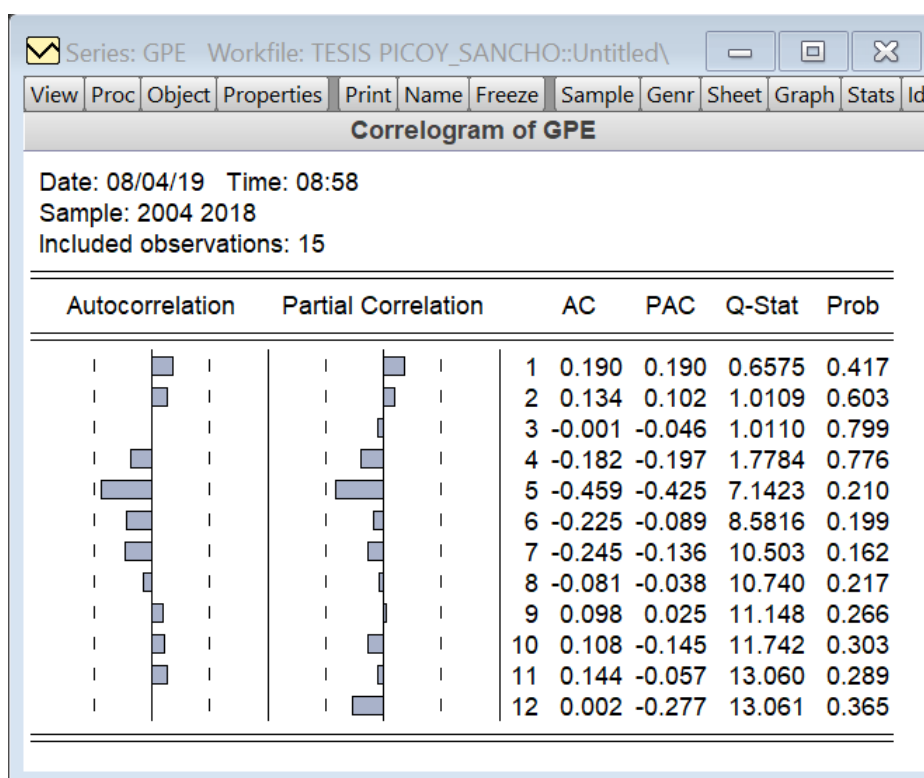 Series: GPE Workfile: TESIS PICOY_SANCHO::Untitled\
View Proc Object Properties Print Name Freeze Sample Genr Sheet Graph Stats Id
Correlogram of GPE
Date: 08/04/19 Time: 08:58
Sample: 2004 2018
Included observations: 15
Autocorrelation Partial Correlation AC PAC Q-Stat Prob
1 0.190 0.190 0.6575 0.417
2 0.134 0.102 1.0109 0.603
3 -0.001 -0.046 1.0110 0.799
4 -0.182 -0.197 1.7784 0.776
5 -0.459 -0.425 7.1423 0.210
6 -0.225 -0.089 8.5816 0.199
7 -0.245 -0.136 10.503 0.162
8 -0.081 -0.038 10.740 0.217
9 0.098 0.025 11.148 0.266
10 0.108 -0.145 11.742 0.303
11 0.144 -0.057 13.060 0.289
12 0.002 -0.277 13.061 0.365